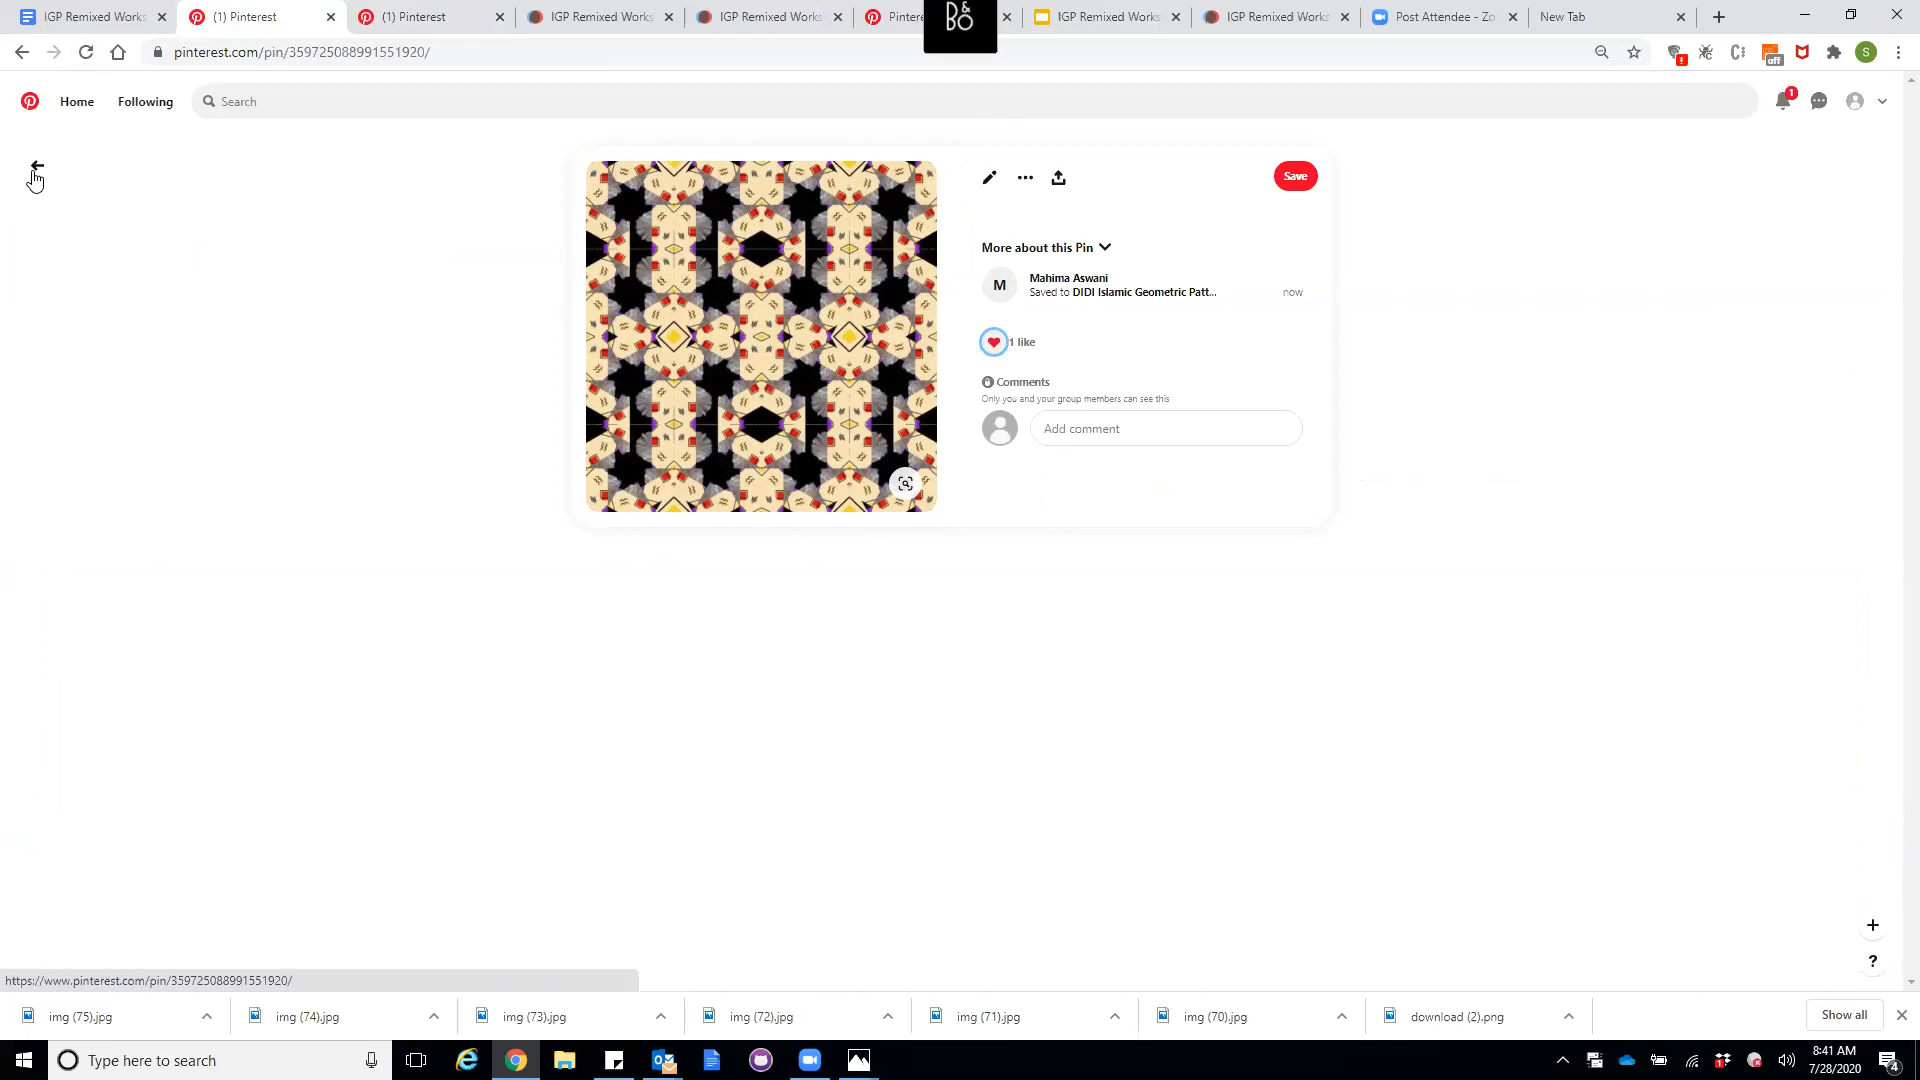 IGP Remixed Works
(1) Pinterest
(1) Pinterest
IGP Remixed Works
IGP Remixed Works
Pintere
B&O
IGP Remixed Works
IGP Remixed Works
Post Attendee - Zo
New Tab
pinterest.com/pin/359725088991551920/
off
S
Home
Following
Search
1
Save
More about this Pin
M
Mahima Aswani
Saved to DIDI Islamic Geometric Patt...
now
1 like
Comments
Only you and your group members can see this
Add comment
+
?
https://www.pinterest.com/pin/359725088991551920/
img (75).jpg
img (74).jpg
img (73).jpg
img (72).jpg
img (71).jpg
img (70).jpg
download (2).png
Show all
Type here to search
8:41 AM
7/28/2020
4